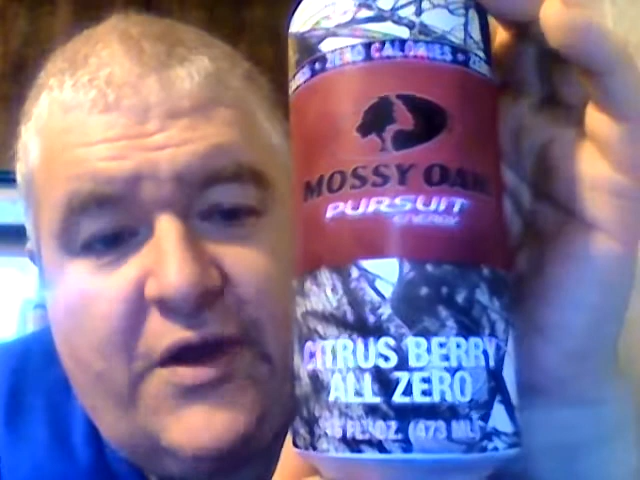 ZERO CALORIES
MOSSY OAK
PURSUIT
ENERGY
CITRUS BERRY
ALL ZERO
16 FL. OZ. (473 ML)